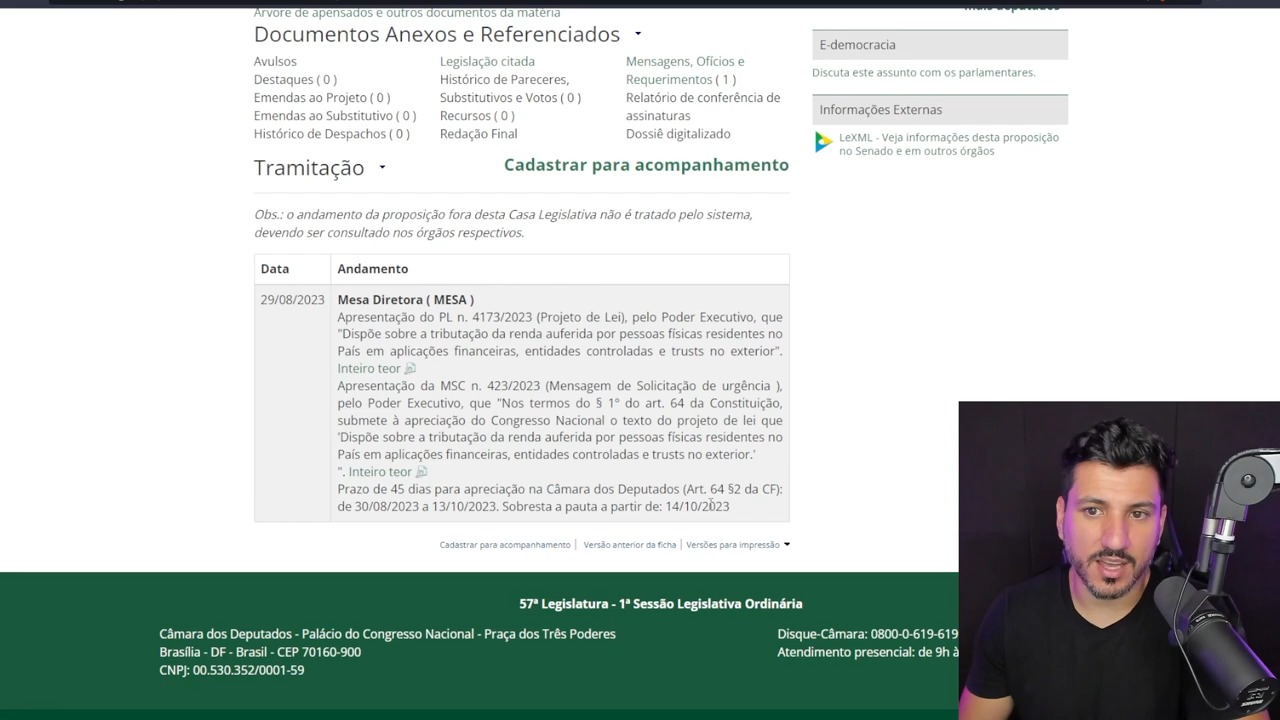 Árvore de apensados e outros documentos da matéria
Documentos Anexos e Referenciados
Avulsos
Destaques ( 0 )
Emendas ao Projeto ( 0 )
Emendas ao Substitutivo ( 0 )
Histórico de Despachos ( 0 )
Legislação citada
Histórico de Pareceres,
Substitutivos e Votos ( 0 )
Recursos ( 0 )
Redação Final
Mensagens, Ofícios e
Requerimentos ( 1 )
Relatório de conferência de
assinaturas
Dossiê digitalizado
Tramitação
Cadastrar para acompanhamento
Obs.: o andamento da proposição fora desta Casa Legislativa não é tratado pelo sistema,
devendo ser consultado nos órgãos respectivos.
Data Andamento
29/08/2023 Mesa Diretora ( MESA )
Apresentação do PL n. 4173/2023 (Projeto de Lei), pelo Poder Executivo, que
"Dispõe sobre a tributação da renda auferida por pessoas físicas residentes no
País em aplicações financeiras, entidades controladas e trusts no exterior".
Inteiro teor
Apresentação da MSC n. 423/2023 (Mensagem de Solicitação de urgência ),
pelo Poder Executivo, que "Nos termos do § 1º do art. 64 da Constituição,
submete à apreciação do Congresso Nacional o texto do projeto de lei que
'Dispõe sobre a tributação da renda auferida por pessoas físicas residentes no
País em aplicações financeiras, entidades controladas e trusts no exterior.'
". Inteiro teor
Prazo de 45 dias para apreciação na Câmara dos Deputados (Art. 64 §2 da CF):
de 30/08/2023 a 13/10/2023. Sobresta a pauta a partir de: 14/10/2023
Cadastrar para acompanhamento | Versão anterior da ficha | Versões para impressão
mais deputados
E-democracia
Discuta este assunto com os parlamentares.
Informações Externas
LeXML - Veja informações desta proposição
no Senado e em outros órgãos
57ª Legislatura - 1ª Sessão Legislativa Ordinária
Câmara dos Deputados - Palácio do Congresso Nacional - Praça dos Três Poderes
Brasília - DF - Brasil - CEP 70160-900
CNPJ: 00.530.352/0001-59
Disque-Câmara: 0800-0-619-619
Atendimento presencial: de 9h à